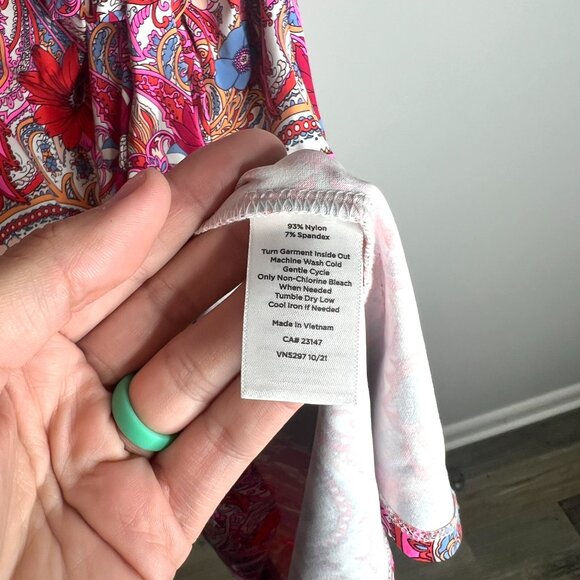 93% Nylon
7% Spandex
Turn Garment Inside Out
Machine Wash Cold
Gentle Cycle
Only Non-Chlorine Bleach
When Needed
Tumble Dry Low
Cool Iron if Needed
Made in Vietnam
CA# 23147
VN5297 10/21